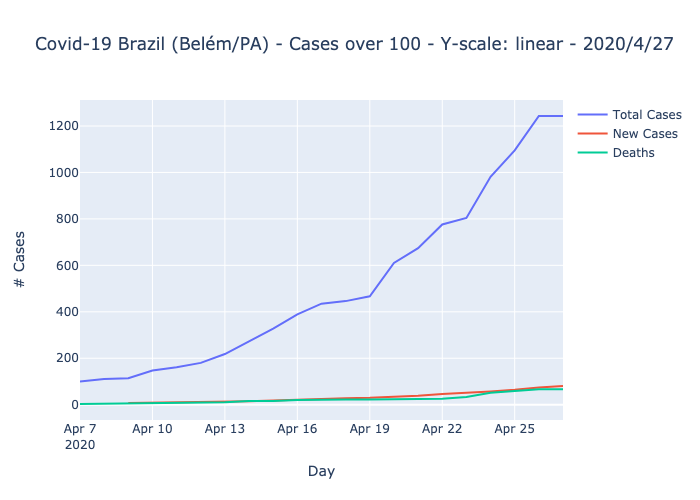 Covid-19 Brazil (Belém/PA) - Cases over 100 - Y-scale: linear - 2020/4/27
Total Cases
New Cases
Deaths
# Cases
1200
1000
800
600
400
200
0
Apr 7
2020
Apr 10
Apr 13
Apr 16
Apr 19
Apr 22
Apr 25
Day